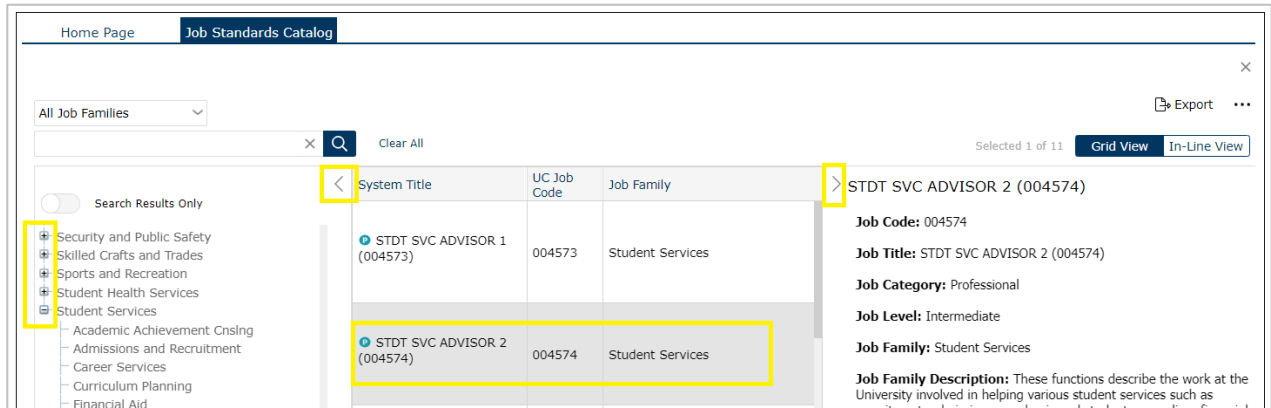 Home Page
Job Standards Catalog
All Job Families
Export
Clear All
Selected 1 of 11
Grid View
In-Line View
Search Results Only
Security and Public Safety
Skilled Crafts and Trades
Sports and Recreation
Student Health Services
Student Services
Academic Achievement Cnslng
Admissions and Recruitment
Career Services
Curriculum Planning
Financial Aid
System Title
UC Job
Code
Job Family
P STDT SVC ADVISOR 1
(004573)
004573
Student Services
P STDT SVC ADVISOR 2
(004574)
004574
Student Services
STDT SVC ADVISOR 2 (004574)
Job Code: 004574
Job Title: STDT SVC ADVISOR 2 (004574)
Job Category: Professional
Job Level: Intermediate
Job Family: Student Services
Job Family Description: These functions describe the work at the
University involved in helping various student services such as